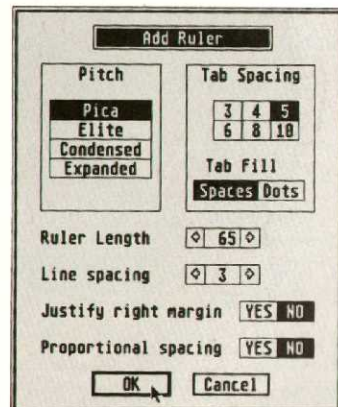 Add Ruler
Pitch
Pica
Elite
Condensed
Expanded
Tab Spacing
3 4 5
6 8 10
Tab Fill
Spaces Dots
Ruler Length 65
Line spacing 3
Justify right margin YES NO
Proportional spacing YES NO
OK Cancel